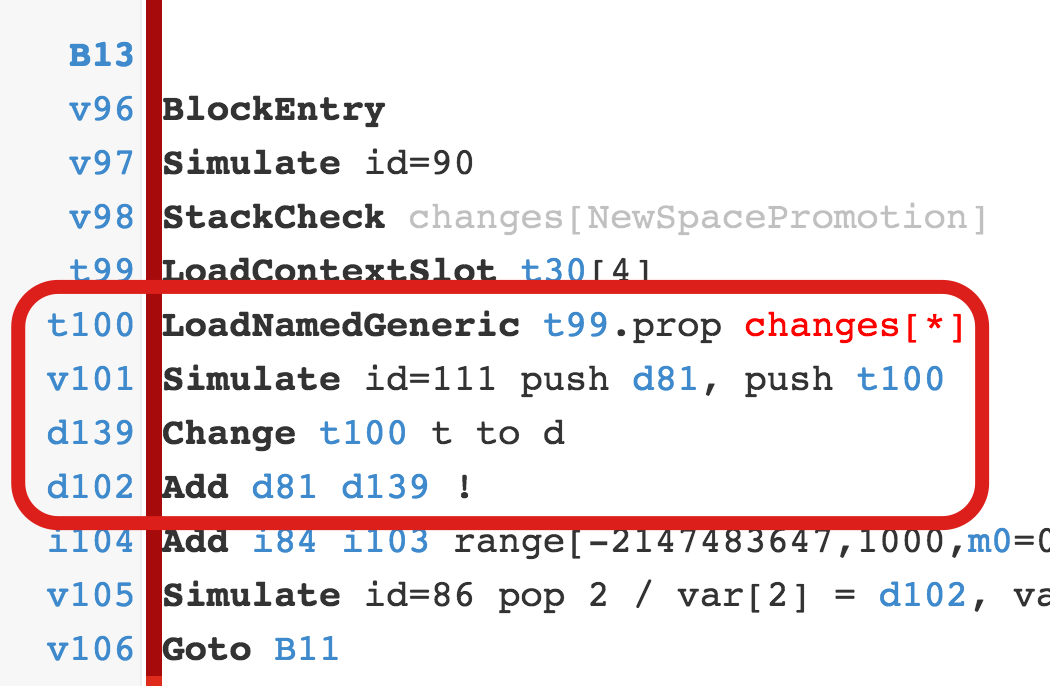 B13
v96 BlockEntry
v97 Simulate id=90
v98 StackCheck changes[NewSpacePromotion]
t99 LoadContextSlot t30[4]
t100 LoadNamedGeneric t99.prop changes[*]
v101 Simulate id=111 push d81, push t100
d139 Change t100 t to d
d102 Add d81 d139 !
i104 Add i84 i103 range[-2147483647,1000,m0=0
v105 Simulate id=86 pop 2 / var[2] = d102, va
v106 Goto B11